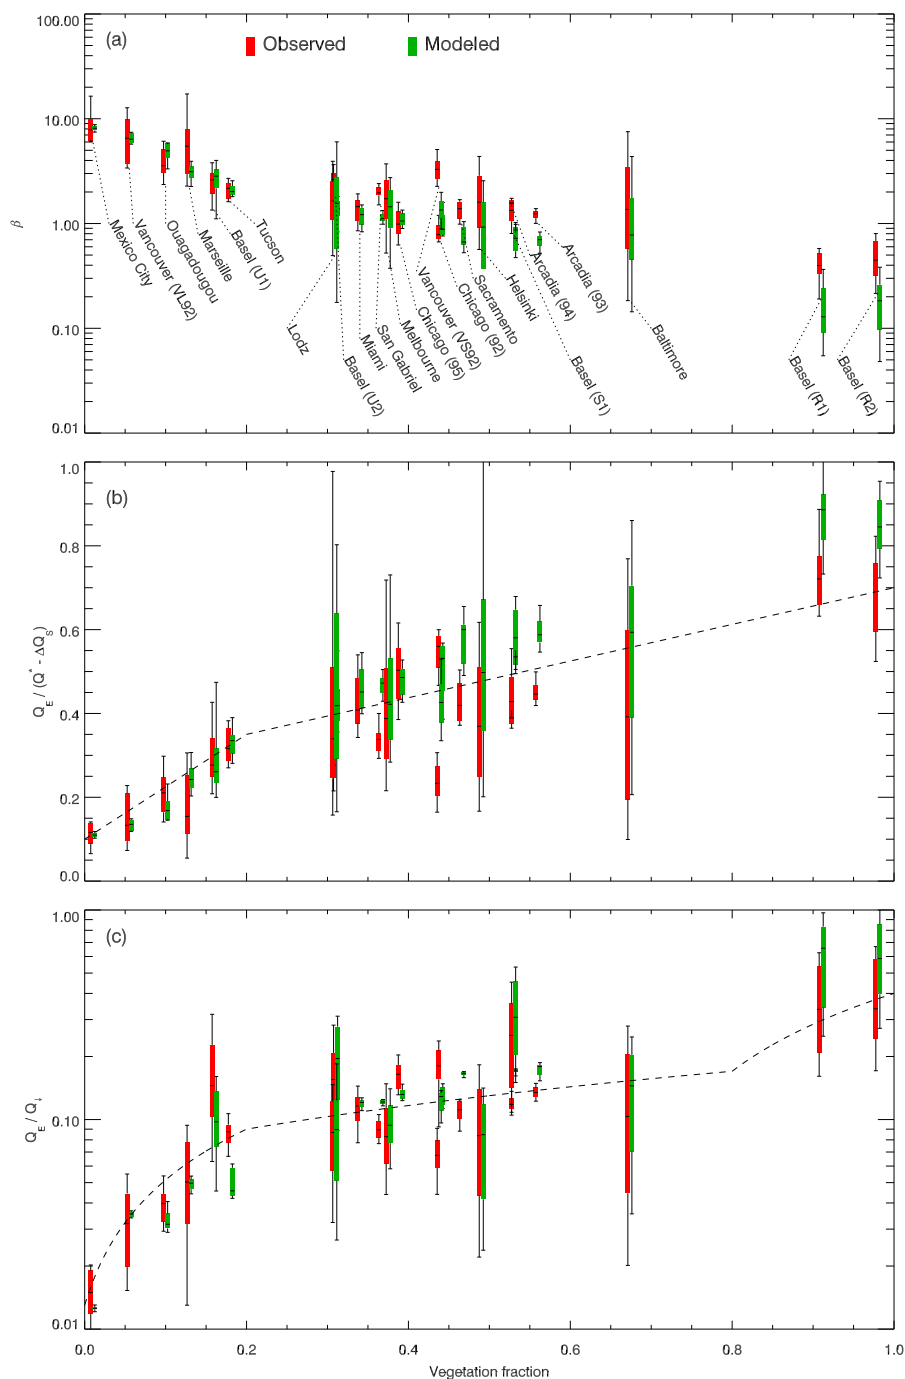 100.00
(a)
Observed
Modeled
10.00
β
1.00
0.10
0.01
Mexico City
Vancouver (VL92)
Ouagadougou
Marseille
Basel (U1)
Tucson
Lodz
Basel (U2)
Miami
San Gabriel
Melbourne
Chicago (95)
Vancouver (VS92)
Chicago (92)
Sacramento
Helsinki
Basel (S1)
Arcadia (94)
Arcadia (93)
Baltimore
Basel (R1)
Basel (R2)
1.0
(b)
0.8
0.6
Q_E / (Q* - ΔQ_S)
0.4
0.2
0.0
1.00
(c)
Q_E / Q_↓
0.10
0.01
0.0 0.2 0.4 0.6 0.8 1.0
Vegetation fraction